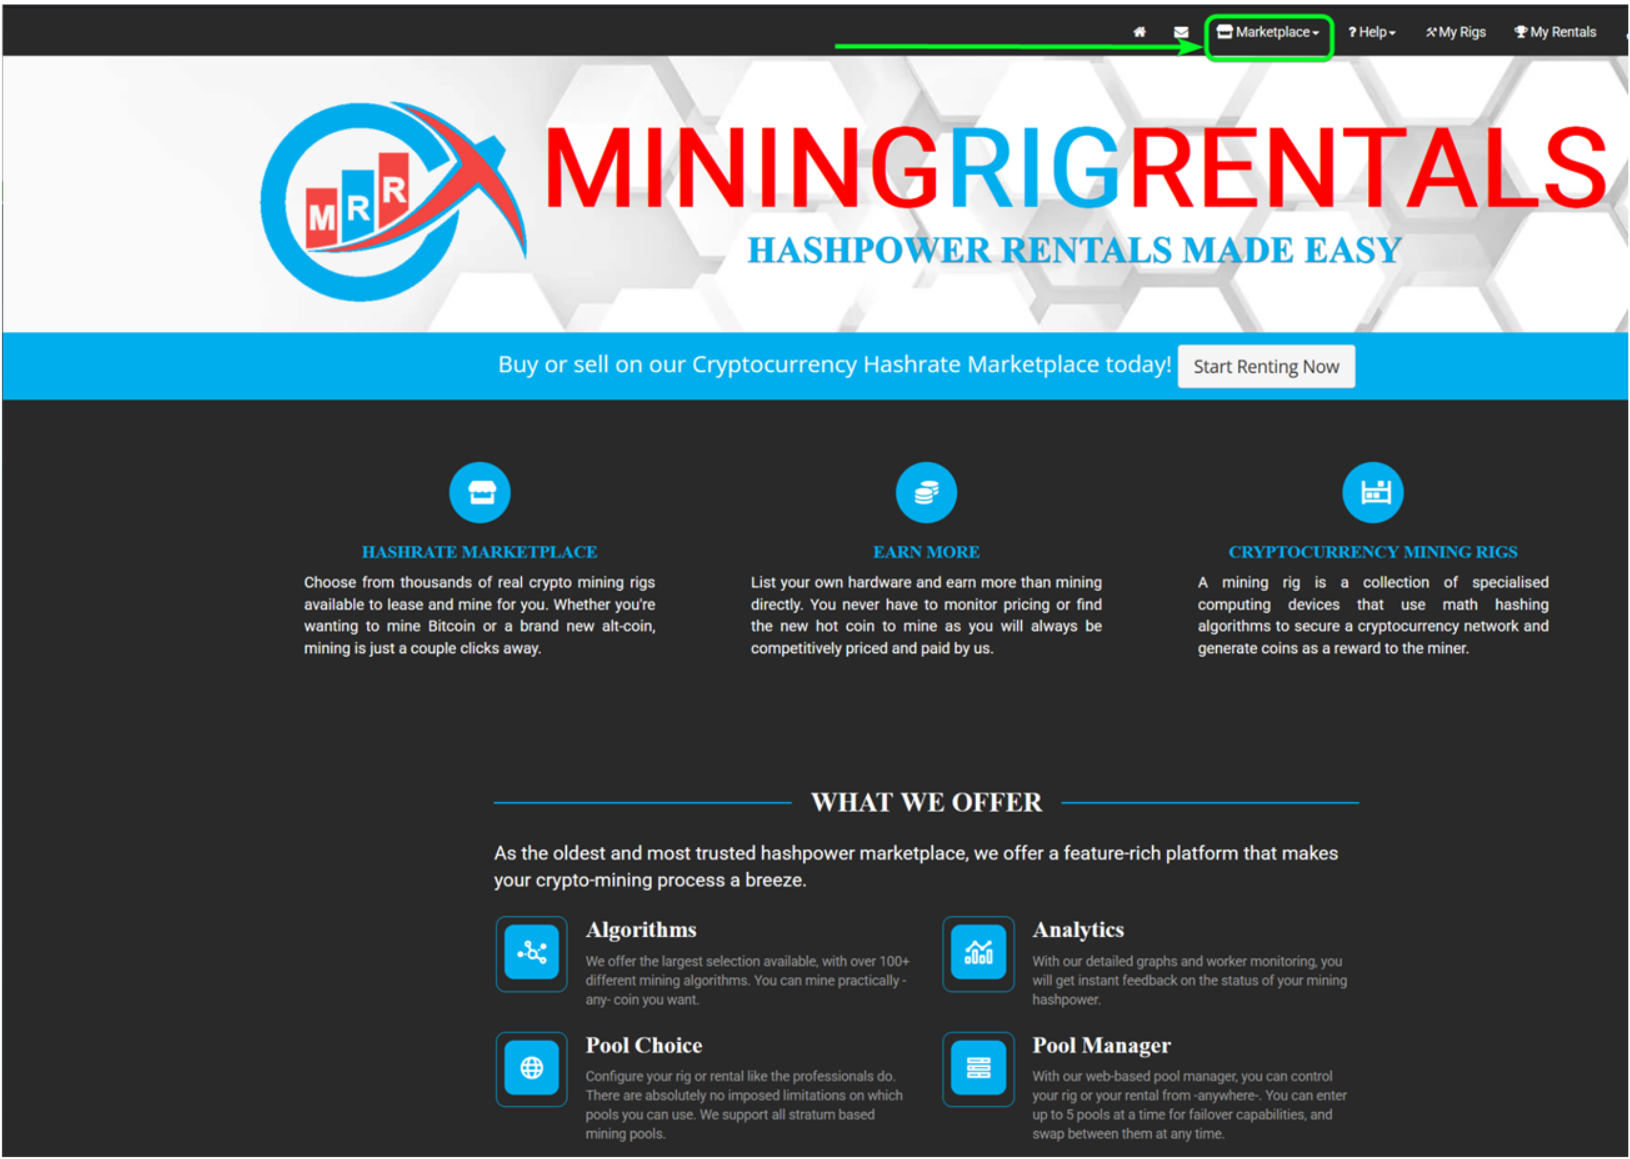 Marketplace
? Help
My Rigs
My Rentals
MRR
MININGRIGRENTALS
HASHPOWER RENTALS MADE EASY
Buy or sell on our Cryptocurrency Hashrate Marketplace today!
Start Renting Now
HASHRATE MARKETPLACE
Choose from thousands of real crypto mining rigs
available to lease and mine for you. Whether you're
wanting to mine Bitcoin or a brand new alt-coin,
mining is just a couple clicks away.
EARN MORE
List your own hardware and earn more than mining
directly. You never have to monitor pricing or find
the new hot coin to mine as you will always be
competitively priced and paid by us.
CRYPTOCURRENCY MINING RIGS
A mining rig is a collection of specialised
computing devices that use math hashing
algorithms to secure a cryptocurrency network and
generate coins as a reward to the miner.
WHAT WE OFFER
As the oldest and most trusted hashpower marketplace, we offer a feature-rich platform that makes
your crypto-mining process a breeze.
Algorithms
We offer the largest selection available, with over 100+
different mining algorithms. You can mine practically -
any- coin you want.
Analytics
With our detailed graphs and worker monitoring, you
will get instant feedback on the status of your mining
hashpower.
Pool Choice
Configure your rig or rental like the professionals do.
There are absolutely no imposed limitations on which
pools you can use. We support all stratum based
mining pools.
Pool Manager
With our web-based pool manager, you can control
your rig or your rental from -anywhere-. You can enter
up to 5 pools at a time for failover capabilities, and
swap between them at any time.